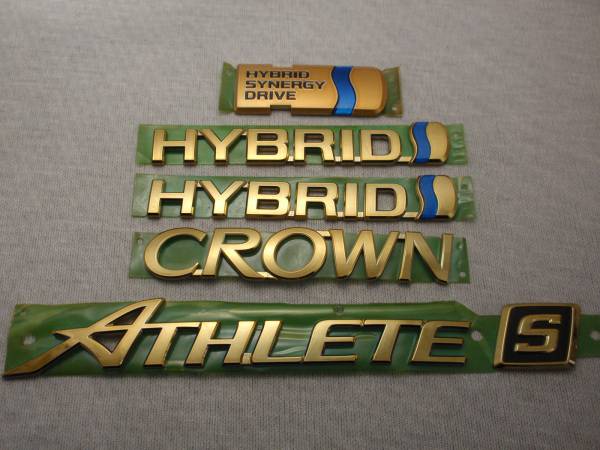 HYBRID
SYNERGY
DRIVE
HYBRID
HYBRID
CROWN
ATHLETE S